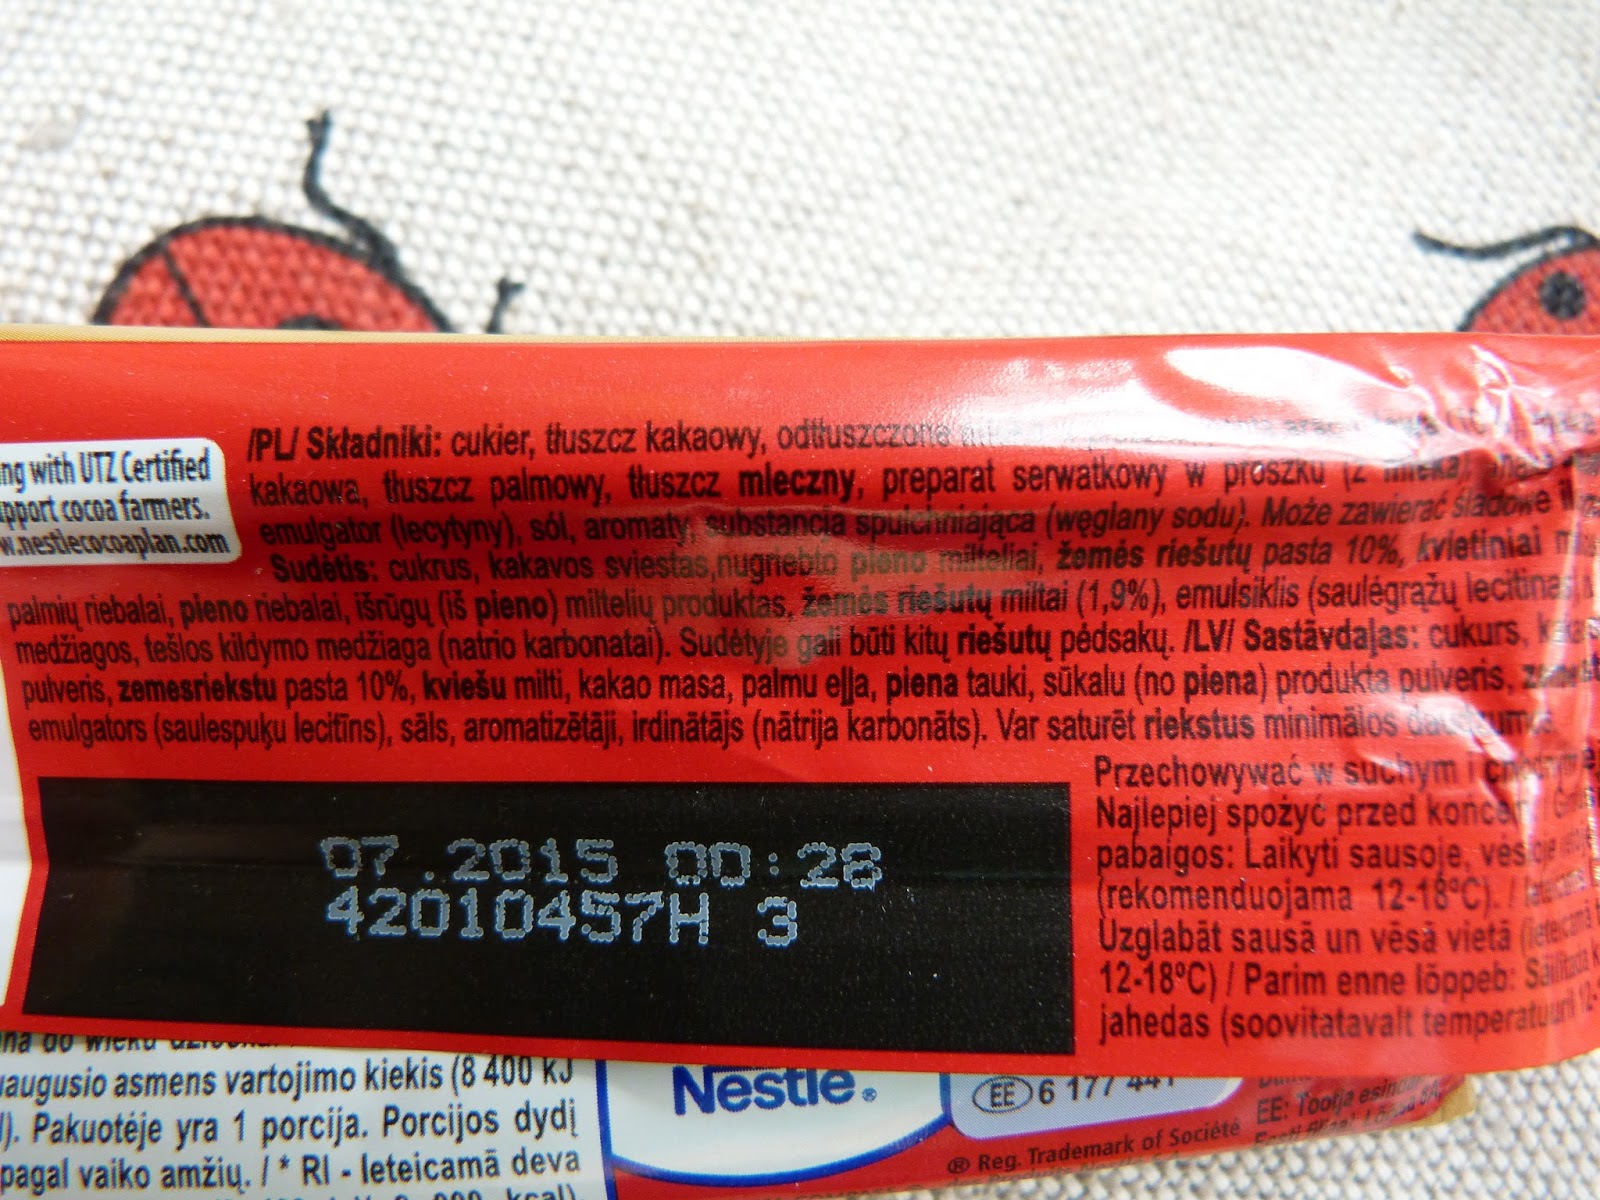 ng with UTZ Certified
pport cocoa farmers.
w.nestlecocoaplan.com
/PL/ Składniki: cukier, tłuszcz kakaowy, odtłuszczone
kakaowa, tłuszcz palmowy, tłuszcz mleczny, preparat serwatkowy w proszku (z mleka),
emulgator (lecytyny), sól, aromaty, substancja spulchniająca (węglany sodu). Może zawierać śladowe
Sudėtis: cukrus, kakavos sviestas,nugriebto pieno milteliai, žemės riešutų pasta 10%, kvietiniai
palmių riebalai, pieno riebalai, išrūgų (iš pieno) miltelių produktas, žemės riešutų miltai (1,9%), emulsiklis (saulėgrąžų lecitinas
medžiagos, tešlos kildymo medžiaga (natrio karbonatai). Sudėtyje gali būti kitų riešutų pėdsakų. /LV/ Sastāvdaļas: cukurs,
pulveris, zemesriekstu pasta 10%, kviešu milti, kakao masa, palmu eļļa, piena tauki, sūkalu (no piena) produkta pulveris,
emulgators (saulespuķu lecitīns), sāls, aromatizētāji, irdinātājs (nātrija karbonāts). Var saturēt riekstus minimālos
07.2015 00:28
42010457H 3
Przechowywać w suchym i
Najlepiej spożyć przed
pabaigos: Laikyti sausoje,
(rekomenduojama 12-18°C). /
Uzglabāt sausā un vēsā vietā
12-18°C) / Parim enne lõppeb:
jahedas (soovitatavalt
augusio asmens vartojimo kiekis (8 400 kJ
). Pakuotėje yra 1 porcija. Porcijos dydį
pagal vaiko amžių. / * RI - Ieteicamā deva
Nestlé®
EE 6 177 441
EE: Tootja
® Reg. Trademark of Société